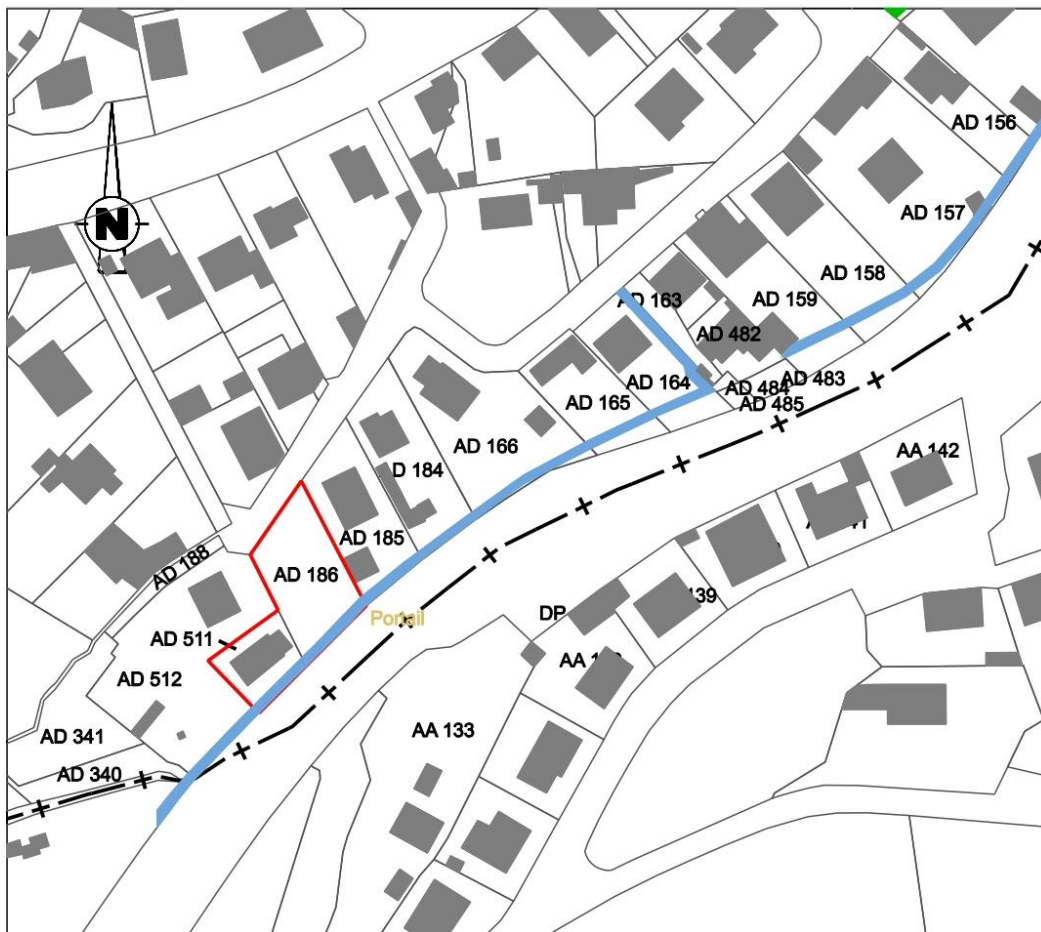 AD 156
N
AD 157
AD 158
AD 163
AD 159
AD 482
AD 483
AD 164
AD 484
AD 485
AD 165
AD 166
AA 142
D 184
AD 185
AD 188
AD 186
139
DP
Portail
AD 511
AD 512
AA 133
AD 341
AD 340